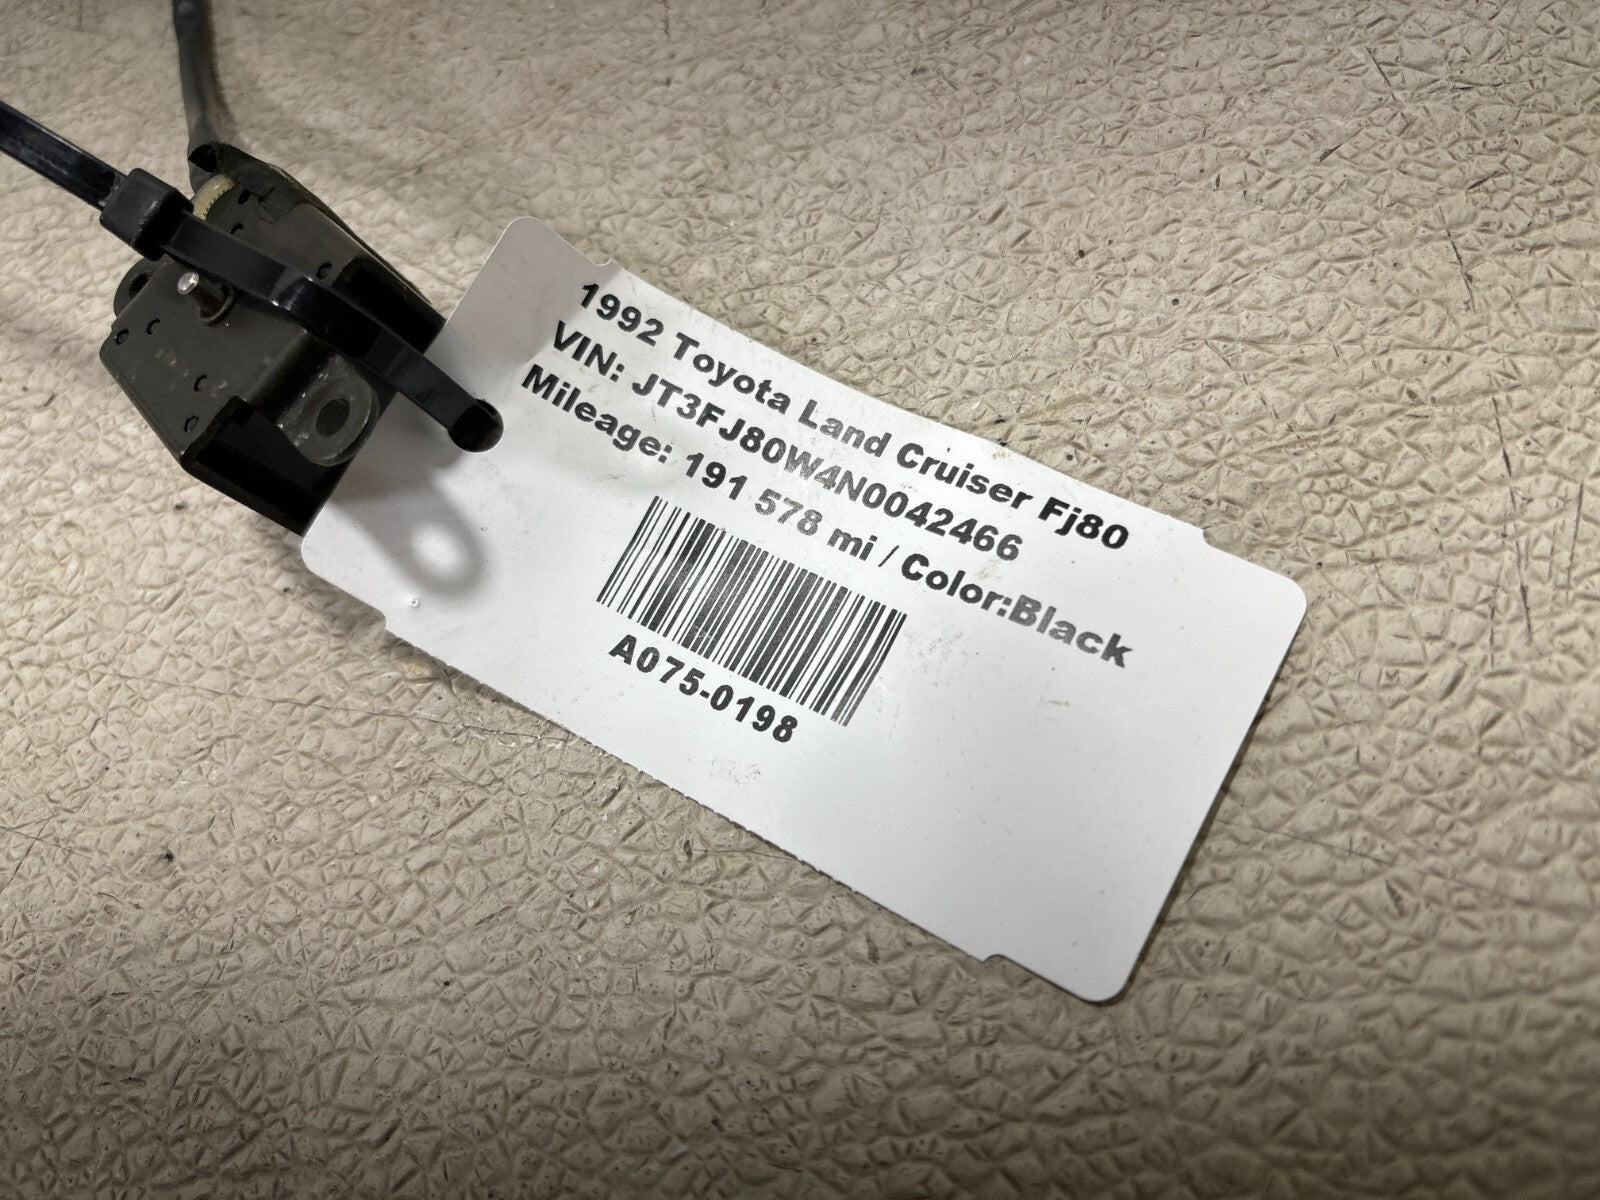 1992 Toyota Land Cruiser Fj80
VIN: JT3FJ80W4N0042466
Mileage: 191 578 mi / Color:Black
A075-0198